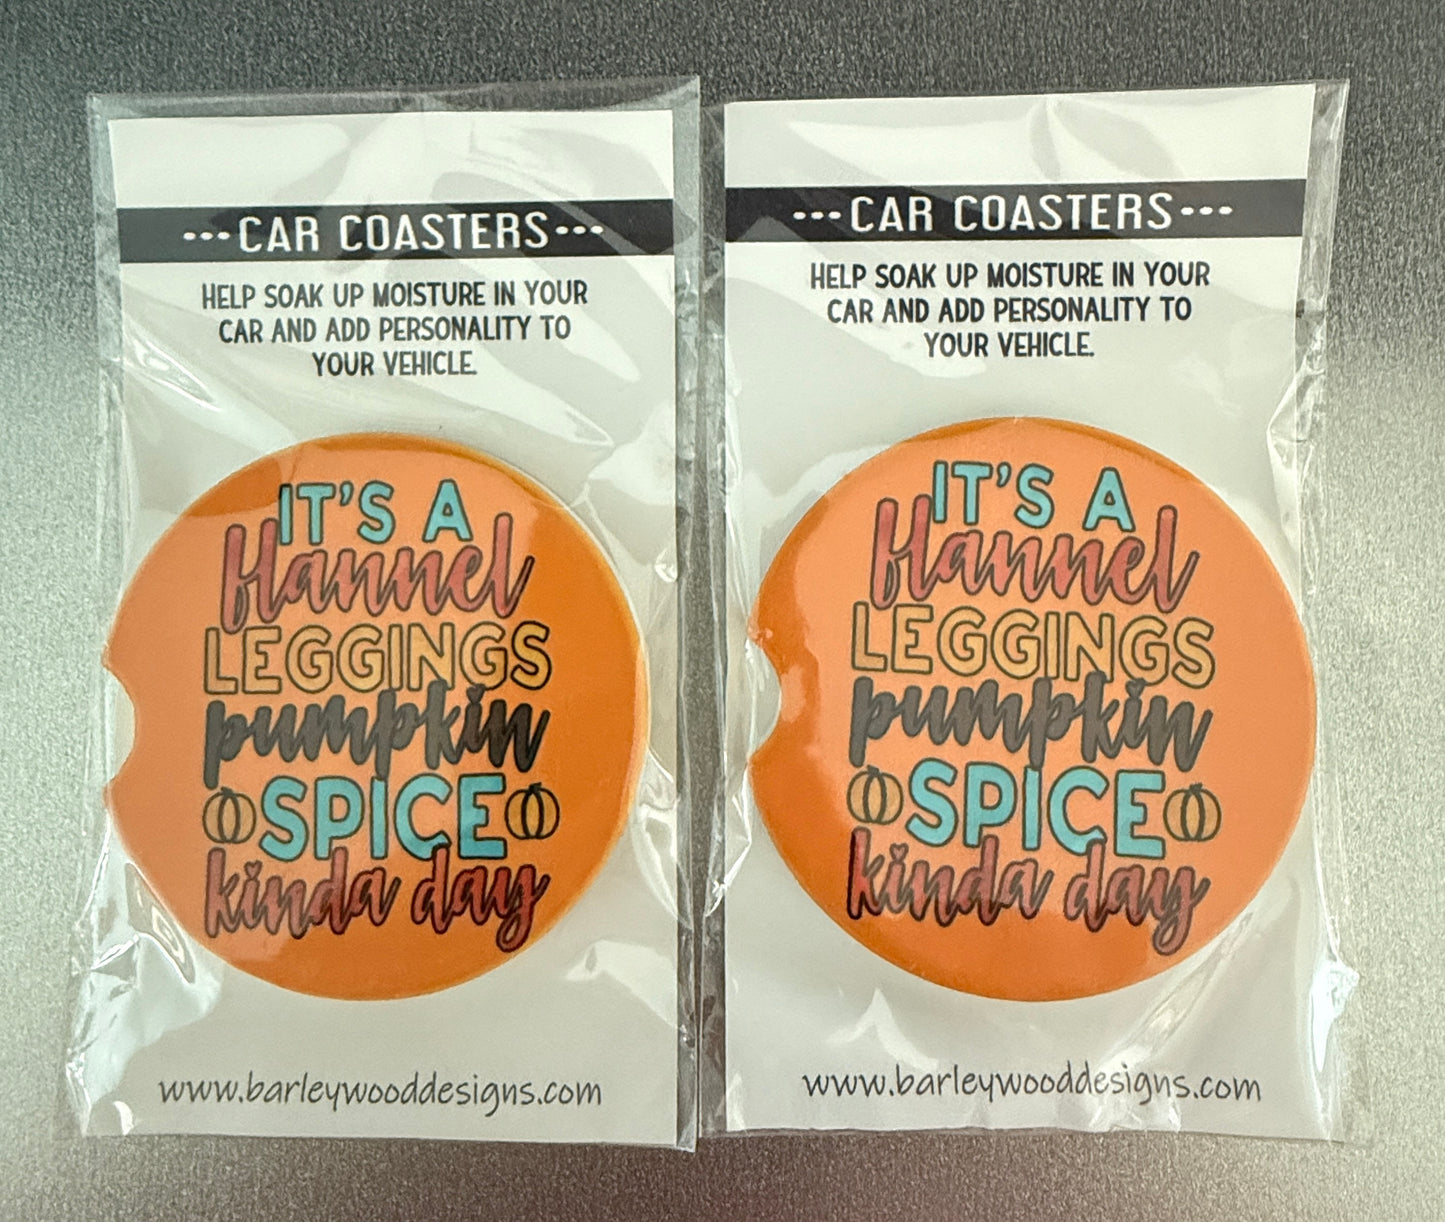 ---CAR COASTERS---
HELP SOAK UP MOISTURE IN YOUR
CAR AND ADD PERSONALITY TO
YOUR VEHICLE.
IT'S A
flannel
LEGGINGS
pumpkin
SPICE
kinda day
www.barleywooddesigns.com
---CAR COASTERS---
HELP SOAK UP MOISTURE IN YOUR
CAR AND ADD PERSONALITY TO
YOUR VEHICLE.
IT'S A
flannel
LEGGINGS
pumpkin
SPICE
kinda day
www.barleywooddesigns.com